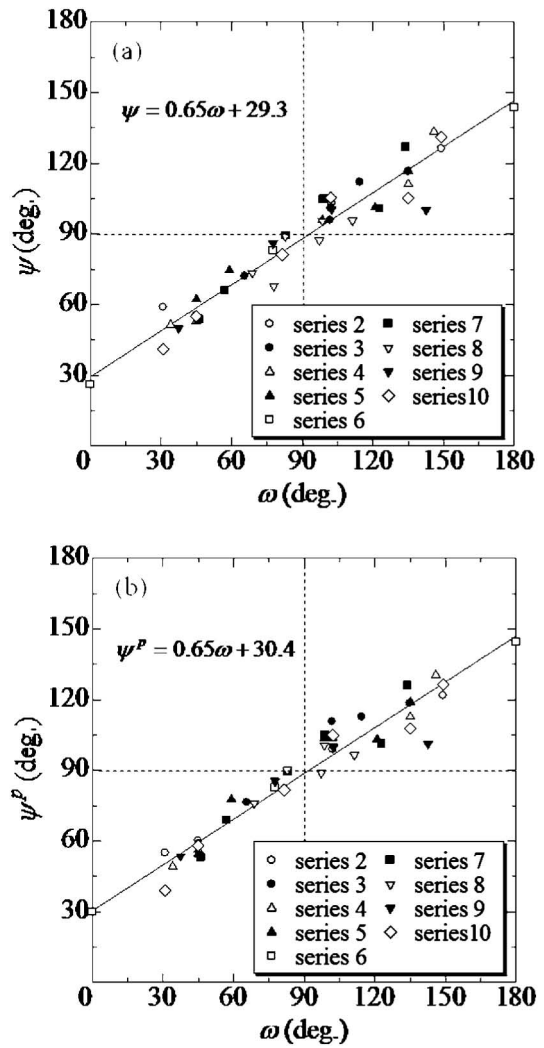 180
(a)
150
ψ = 0.65ω + 29.3
120
ψ (deg.)
90
60
series 2
series 7
series 3
series 8
series 4
series 9
30
series 5
series10
series 6
0
30
60
90
120
150
180
ω (deg.)
180
(b)
150
ψᵖ = 0.65ω + 30.4
120
ψᵖ (deg.)
90
60
series 2
series 7
series 3
series 8
series 4
series 9
30
series 5
series10
series 6
0
30
60
90
120
150
180
ω (deg.)